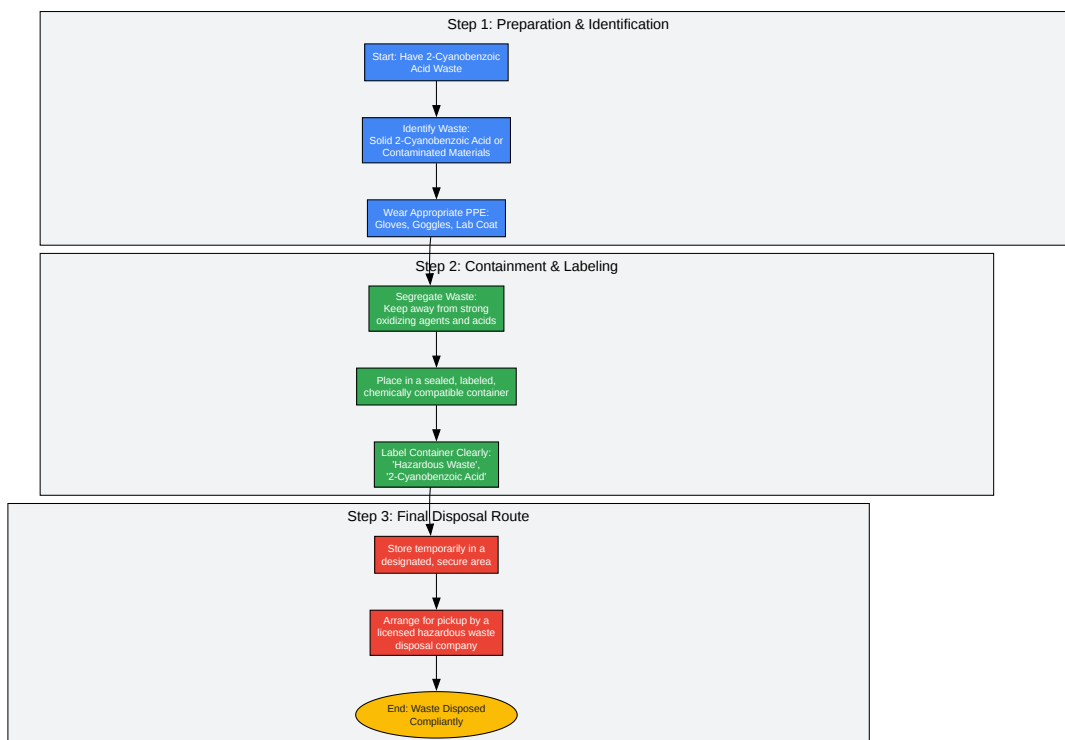 Step 1: Preparation & Identification
Start: Have 2-Cyanobenzoic
Acid Waste
Identify Waste:
Solid 2-Cyanobenzoic Acid or
Contaminated Materials
Wear Appropriate PPE:
Gloves, Goggles, Lab Coat
Step 2: Containment & Labeling
Segregate Waste:
Keep away from strong
oxidizing agents and acids
Place in a sealed, labeled,
chemically compatible container
Label Container Clearly:
'Hazardous Waste',
'2-Cyanobenzoic Acid'
Step 3: Final Disposal Route
Store temporarily in a
designated, secure area
Arrange for pickup by a
licensed hazardous waste
disposal company
End: Waste Disposed
Compliantly